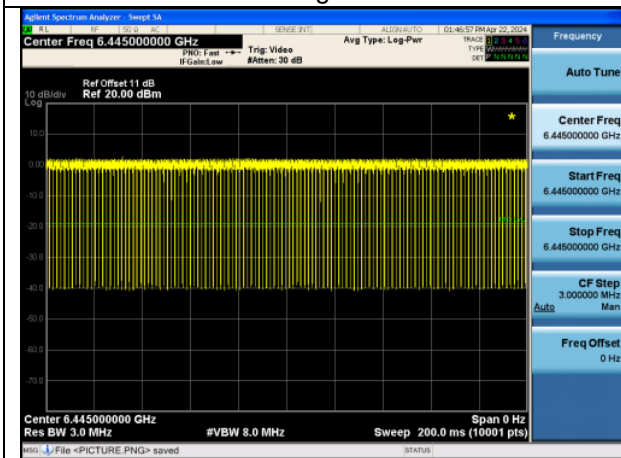 Agilent Spectrum Analyzer - Swept SA
RL RF 50 Ω AC SENSE:INT ALIGN AUTO 01:46:57 PM Apr 22, 2024
Center Freq 6.445000000 GHz
PNO: Fast
IFGain:Low
Trig: Video
#Atten: 30 dB
Avg Type: Log-Pwr
TRACE 1 2 3 4 5 6
TYPE
DET P N N N N N
Ref Offset 11 dB
10 dB/div Ref 20.00 dBm
Log
10.0
0.00
-10.0
-20.0
-30.0
-40.0
-50.0
-60.0
-70.0
Center 6.445000000 GHz Span 0 Hz
Res BW 3.0 MHz #VBW 8.0 MHz Sweep 200.0 ms (10001 pts)
MSG File <PICTURE.PNG> saved STATUS
Frequency
Auto Tune
Center Freq
6.445000000 GHz
Start Freq
6.445000000 GHz
Stop Freq
6.445000000 GHz
CF Step
3.000000 MHz
Auto Man
Freq Offset
0 Hz